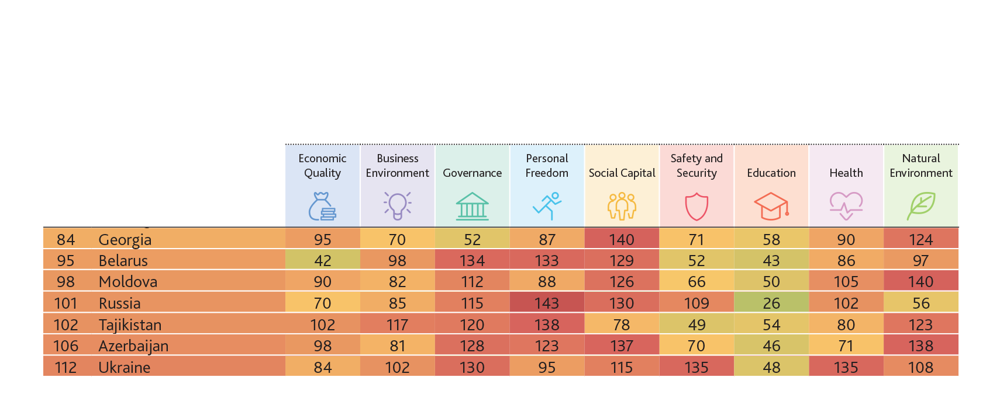 Economic Quality
Business Environment
Governance
Personal Freedom
Social Capital
Safety and Security
Education
Health
Natural Environment
84 Georgia 95 70 52 87 140 71 58 90 124
95 Belarus 42 98 134 133 129 52 43 86 97
98 Moldova 90 82 112 88 126 66 50 105 140
101 Russia 70 85 115 143 130 109 26 102 56
102 Tajikistan 102 117 120 138 78 49 54 80 123
106 Azerbaijan 98 81 128 123 137 70 46 71 138
112 Ukraine 84 102 130 95 115 135 48 135 108